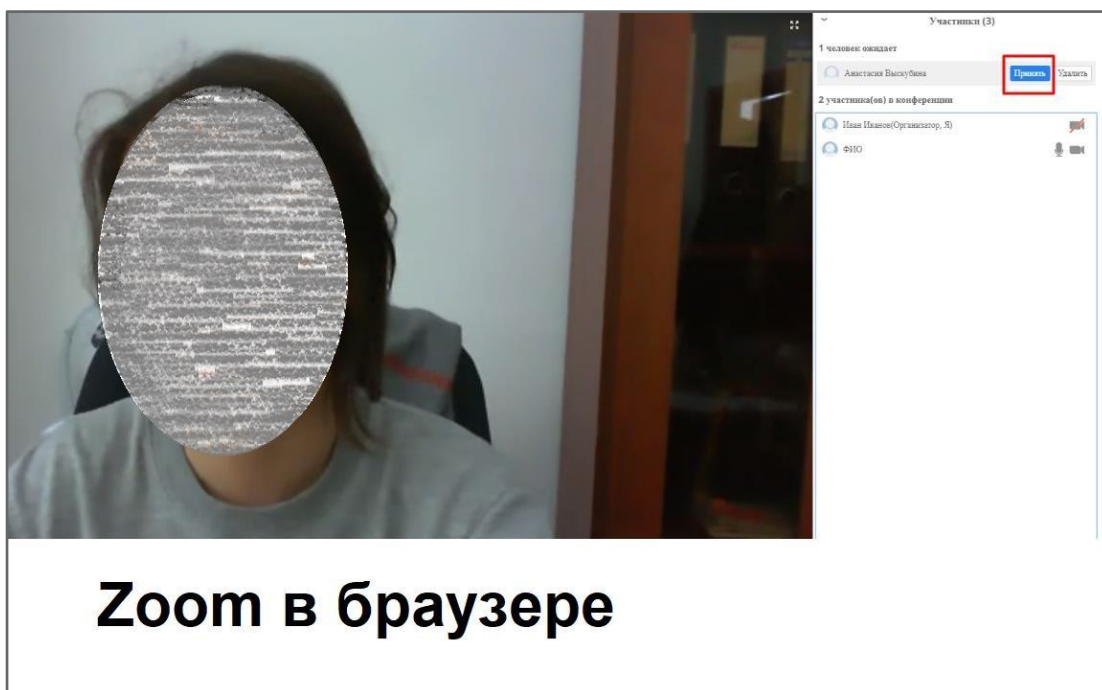 Участники (3)
1 человек ожидает
Анастасия Выскубина
Принять
Удалить
2 участника(ов) в конференции
Иван Иванов(Организатор, Я)
ФИО
Zoom в браузере